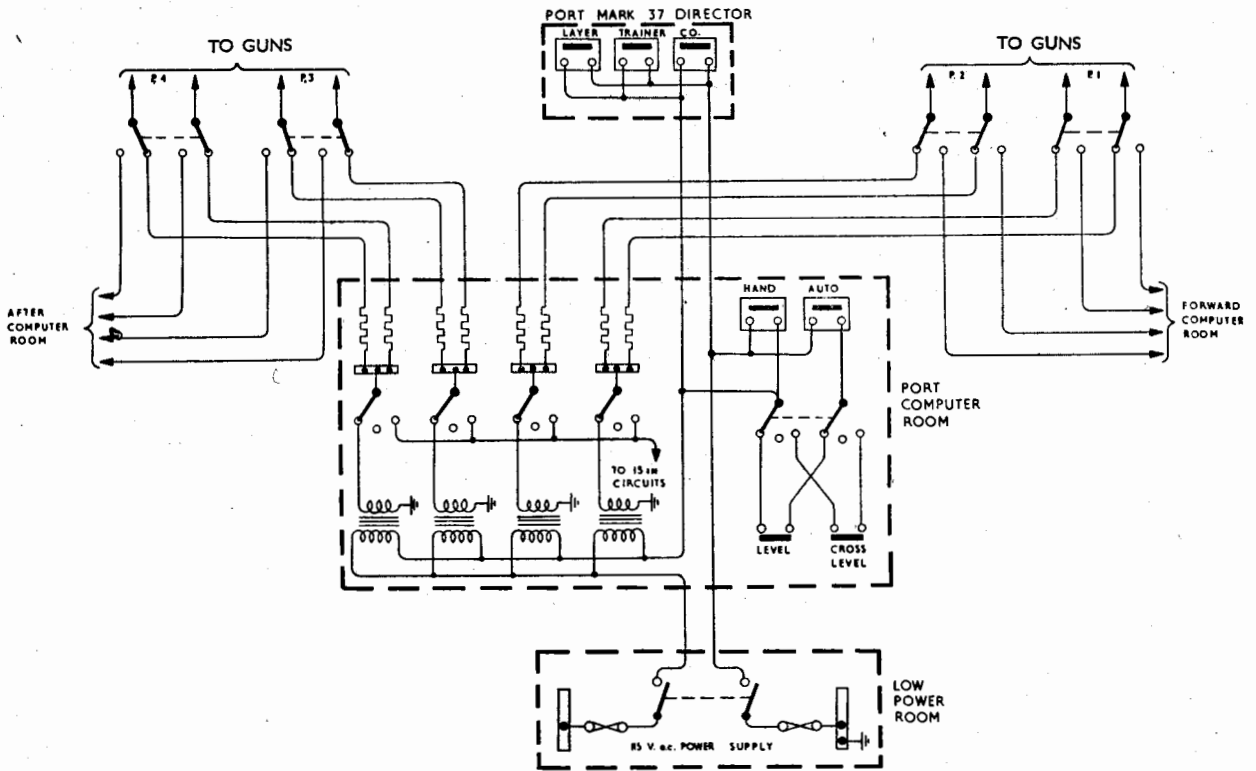 PORT MARK 37 DIRECTOR
LAYER TRAINER CO.
TO GUNS
P.4 P.3
TO GUNS
P.2 P.1
AFTER
COMPUTER
ROOM
HAND AUTO
FORWARD
COMPUTER
ROOM
PORT
COMPUTER
ROOM
TO 15 in
CIRCUITS
LEVEL
CROSS
LEVEL
LOW
POWER
ROOM
115 V. a.c. POWER SUPPLY